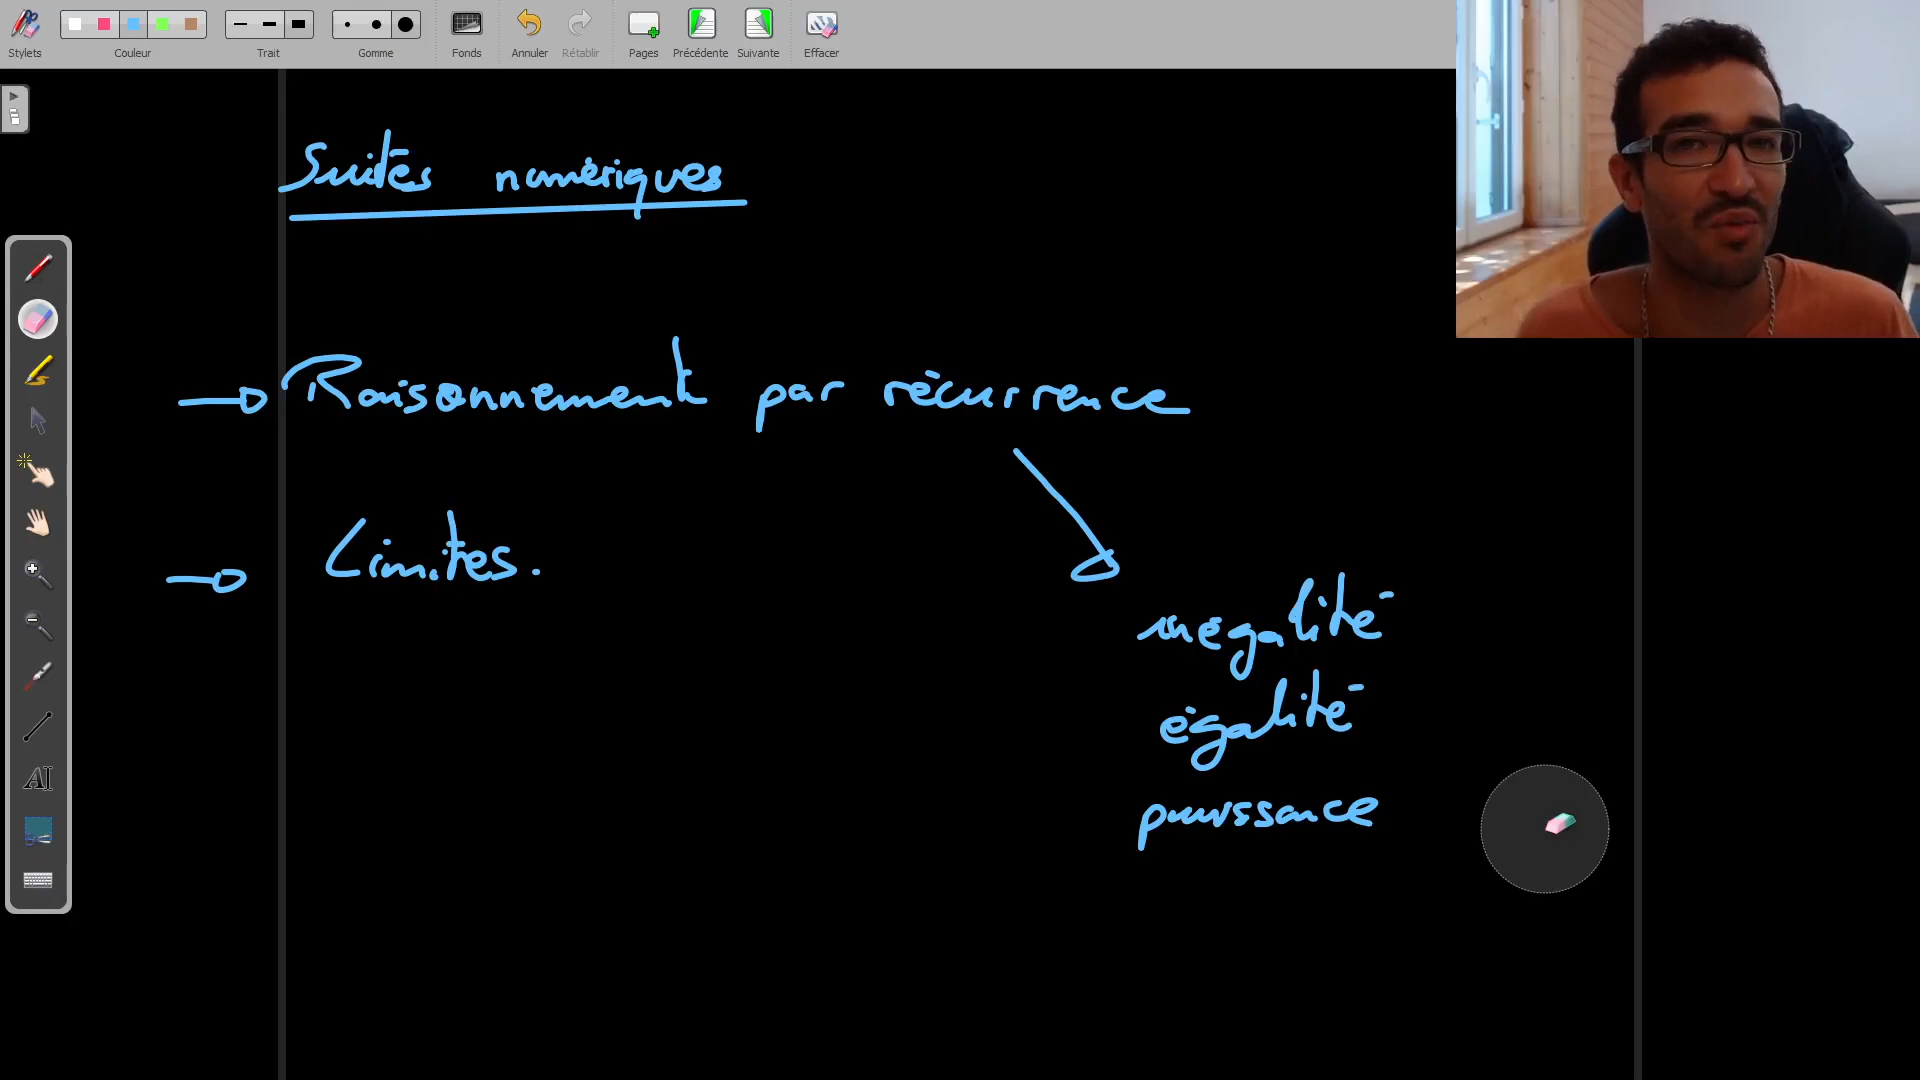 Stylets Couleur Trait Gomme Fonds Annuler Rétablir Pages Précédente Suivante Effacer
Suites numériques
Raisonnement par récurrence
Limites.
inégalité
égalité
puissance
AI